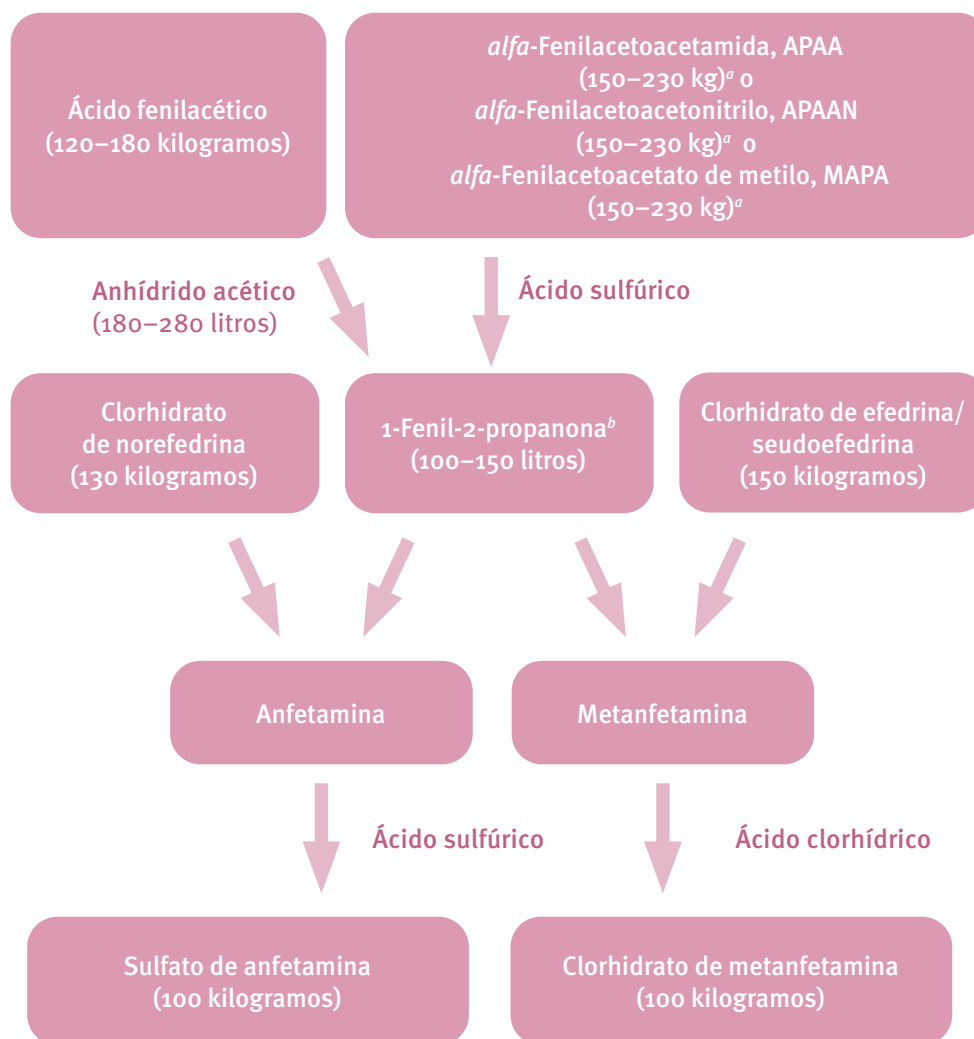 Ácido fenilacético
(120–180 kilogramos)
alfa-Fenilacetoacetamida, APAA
(150–230 kg)a o
alfa-Fenilacetoacetonitrilo, APAAN
(150–230 kg)a o
alfa-Fenilacetoacetato de metilo, MAPA
(150–230 kg)a
Anhídrido acético
(180–280 litros)
Ácido sulfúrico
Clorhidrato
de norefedrina
(130 kilogramos)
1-Fenil-2-propanonab
(100–150 litros)
Clorhidrato de efedrina/
seudoefedrina
(150 kilogramos)
Anfetamina
Metanfetamina
Ácido sulfúrico
Ácido clorhídrico
Sulfato de anfetamina
(100 kilogramos)
Clorhidrato de metanfetamina
(100 kilogramos)